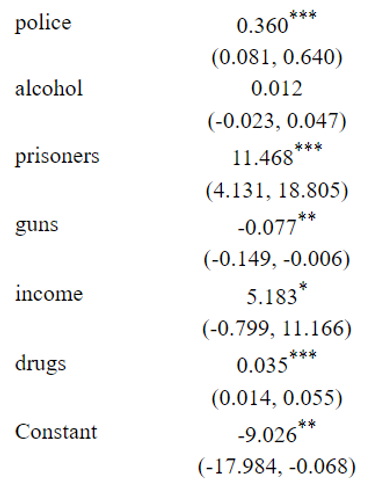 police 0.360***
(0.081, 0.640)
alcohol 0.012
(-0.023, 0.047)
prisoners 11.468***
(4.131, 18.805)
guns -0.077**
(-0.149, -0.006)
income 5.183*
(-0.799, 11.166)
drugs 0.035***
(0.014, 0.055)
Constant -9.026**
(-17.984, -0.068)